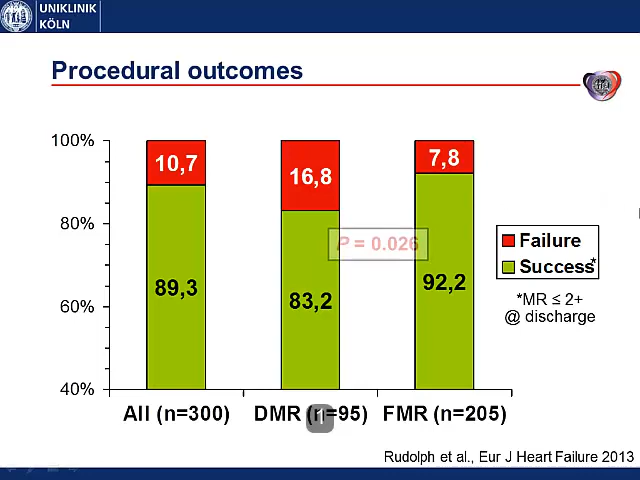 UNIKLINIK
KÖLN
Procedural outcomes
100%
80%
60%
40%
10,7
16,8
7,8
P = 0.026
89,3
83,2
92,2
Failure
Success*
*MR ≤ 2+
@ discharge
All (n=300)
DMR (n=95)
FMR (n=205)
Rudolph et al., Eur J Heart Failure 2013